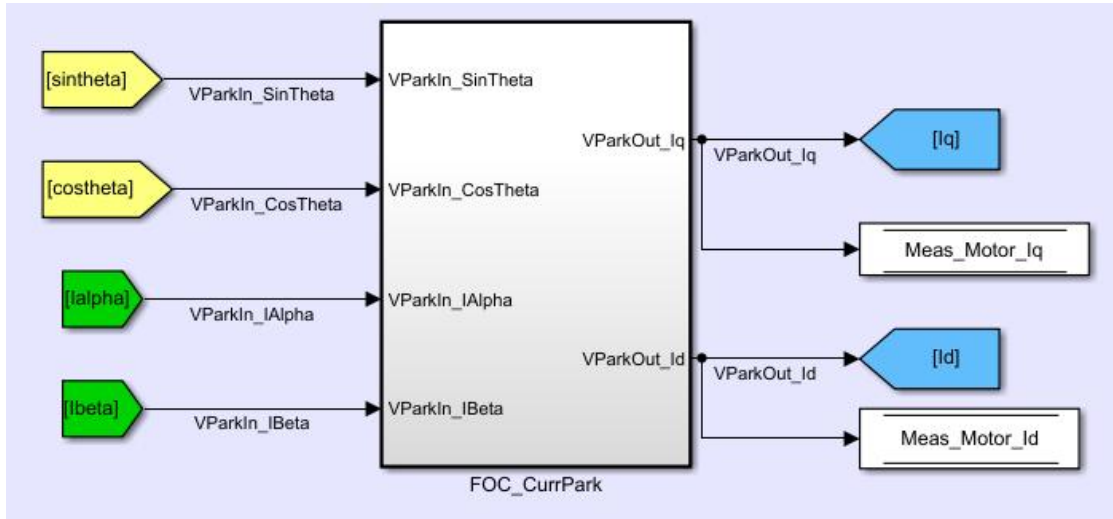 [sintheta]
VParkIn_SinTheta
VParkIn_SinTheta
VParkOut_Iq
VParkOut_Iq
[Iq]
[costheta]
VParkIn_CosTheta
VParkIn_CosTheta
Meas_Motor_Iq
[Ialpha]
VParkIn_IAlpha
VParkIn_IAlpha
VParkOut_Id
VParkOut_Id
[Id]
[Ibeta]
VParkIn_IBeta
VParkIn_IBeta
Meas_Motor_Id
FOC_CurrPark